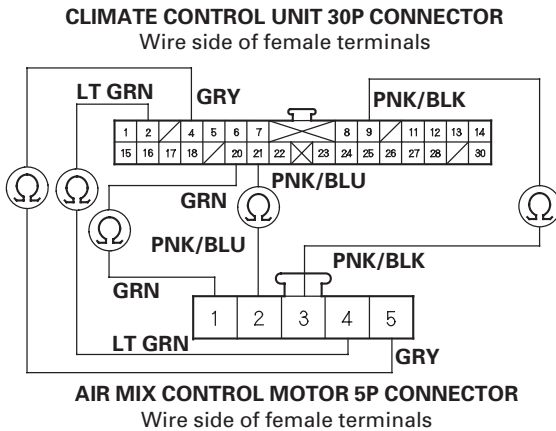 CLIMATE CONTROL UNIT 30P CONNECTOR
Wire side of female terminals
LT GRN
GRY
PNK/BLK
1 2 4 5 6 7 8 9 11 12 13 14
15 16 17 18 20 21 22 23 24 25 26 27 28 30
GRN
PNK/BLU
Ω Ω Ω Ω Ω
PNK/BLU
PNK/BLK
GRN
1 2 3 4 5
LT GRN
GRY
AIR MIX CONTROL MOTOR 5P CONNECTOR
Wire side of female terminals